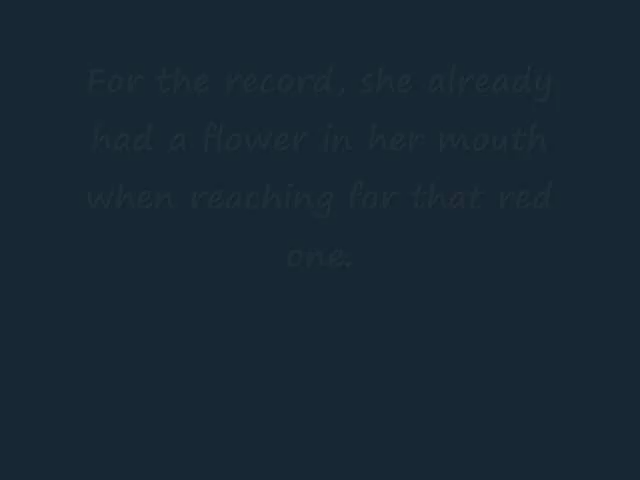 For the record, she already
had a flower in her mouth
when reaching for that red
one.